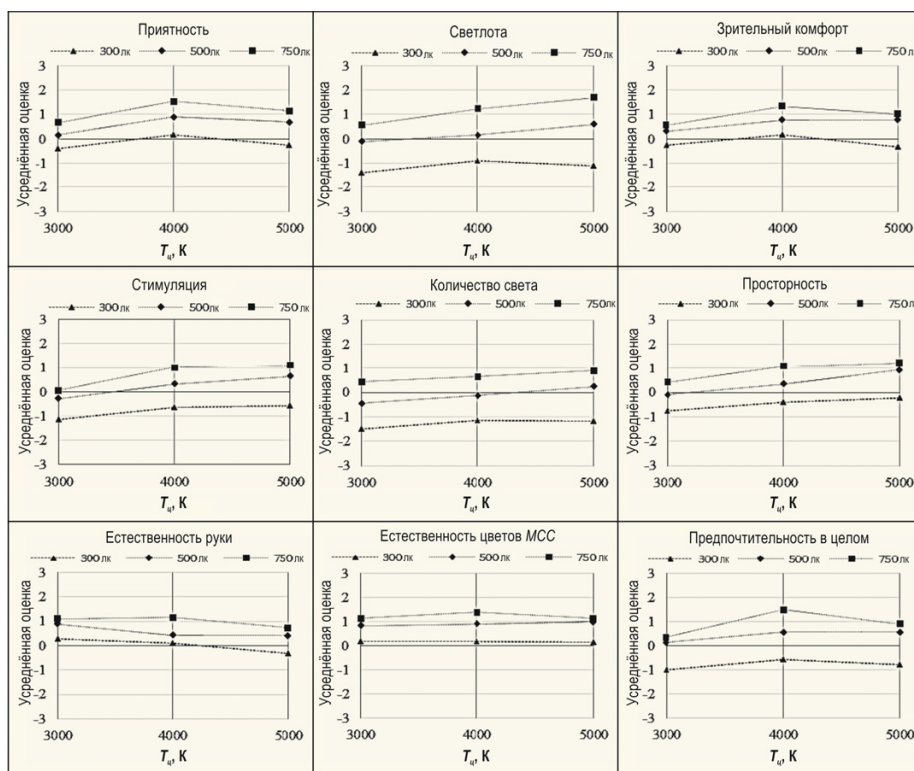 Приятность
300 лк 500 лк 750 лк
Усреднённая оценка
3
2
1
0
-1
-2
-3
3000 4000 5000
Tц, К
Светлота
300 лк 500 лк 750 лк
Усреднённая оценка
3
2
1
0
-1
-2
-3
3000 4000 5000
Tц, К
Зрительный комфорт
300 лк 500 лк 750 лк
Усреднённая оценка
3
2
1
0
-1
-2
-3
3000 4000 5000
Tц, К
Стимуляция
300 лк 500 лк 750 лк
Усреднённая оценка
3
2
1
0
-1
-2
-3
3000 4000 5000
Tц, К
Количество света
300 лк 500 лк 750 лк
Усреднённая оценка
3
2
1
0
-1
-2
-3
3000 4000 5000
Tц, К
Просторность
300 лк 500 лк 750 лк
Усреднённая оценка
3
2
1
0
-1
-2
-3
3000 4000 5000
Tц, К
Естественность руки
300 лк 500 лк 750 лк
Усреднённая оценка
3
2
1
0
-1
-2
-3
3000 4000 5000
Tц, К
Естественность цветов MCC
300 лк 500 лк 750 лк
Усреднённая оценка
3
2
1
0
-1
-2
-3
3000 4000 5000
Tц, К
Предпочтительность в целом
300 лк 500 лк 750 лк
Усреднённая оценка
3
2
1
0
-1
-2
-3
3000 4000 5000
Tц, К